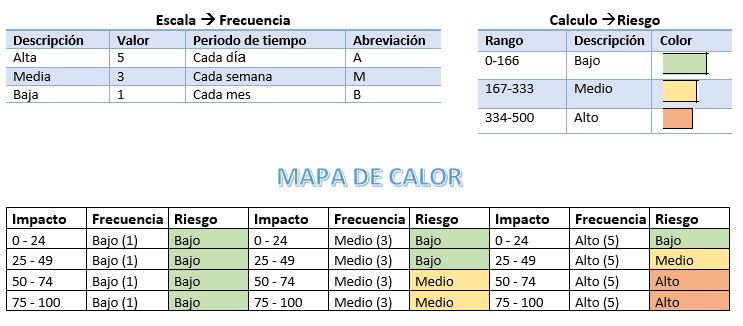 Escala → Frecuencia
Descripción Valor Periodo de tiempo Abreviación
Alta 5 Cada día A
Media 3 Cada semana M
Baja 1 Cada mes B
Calculo →Riesgo
Rango Descripción Color
0-166 Bajo
167-333 Medio
334-500 Alto
MAPA DE CALOR
Impacto Frecuencia Riesgo Impacto Frecuencia Riesgo Impacto Frecuencia Riesgo
0 - 24 Bajo (1) Bajo 0 - 24 Medio (3) Bajo 0 - 24 Alto (5) Bajo
25 - 49 Bajo (1) Bajo 25 - 49 Medio (3) Bajo 25 - 49 Alto (5) Medio
50 - 74 Bajo (1) Bajo 50 - 74 Medio (3) Medio 50 - 74 Alto (5) Alto
75 - 100 Bajo (1) Bajo 75 - 100 Medio (3) Medio 75 - 100 Alto (5) Alto